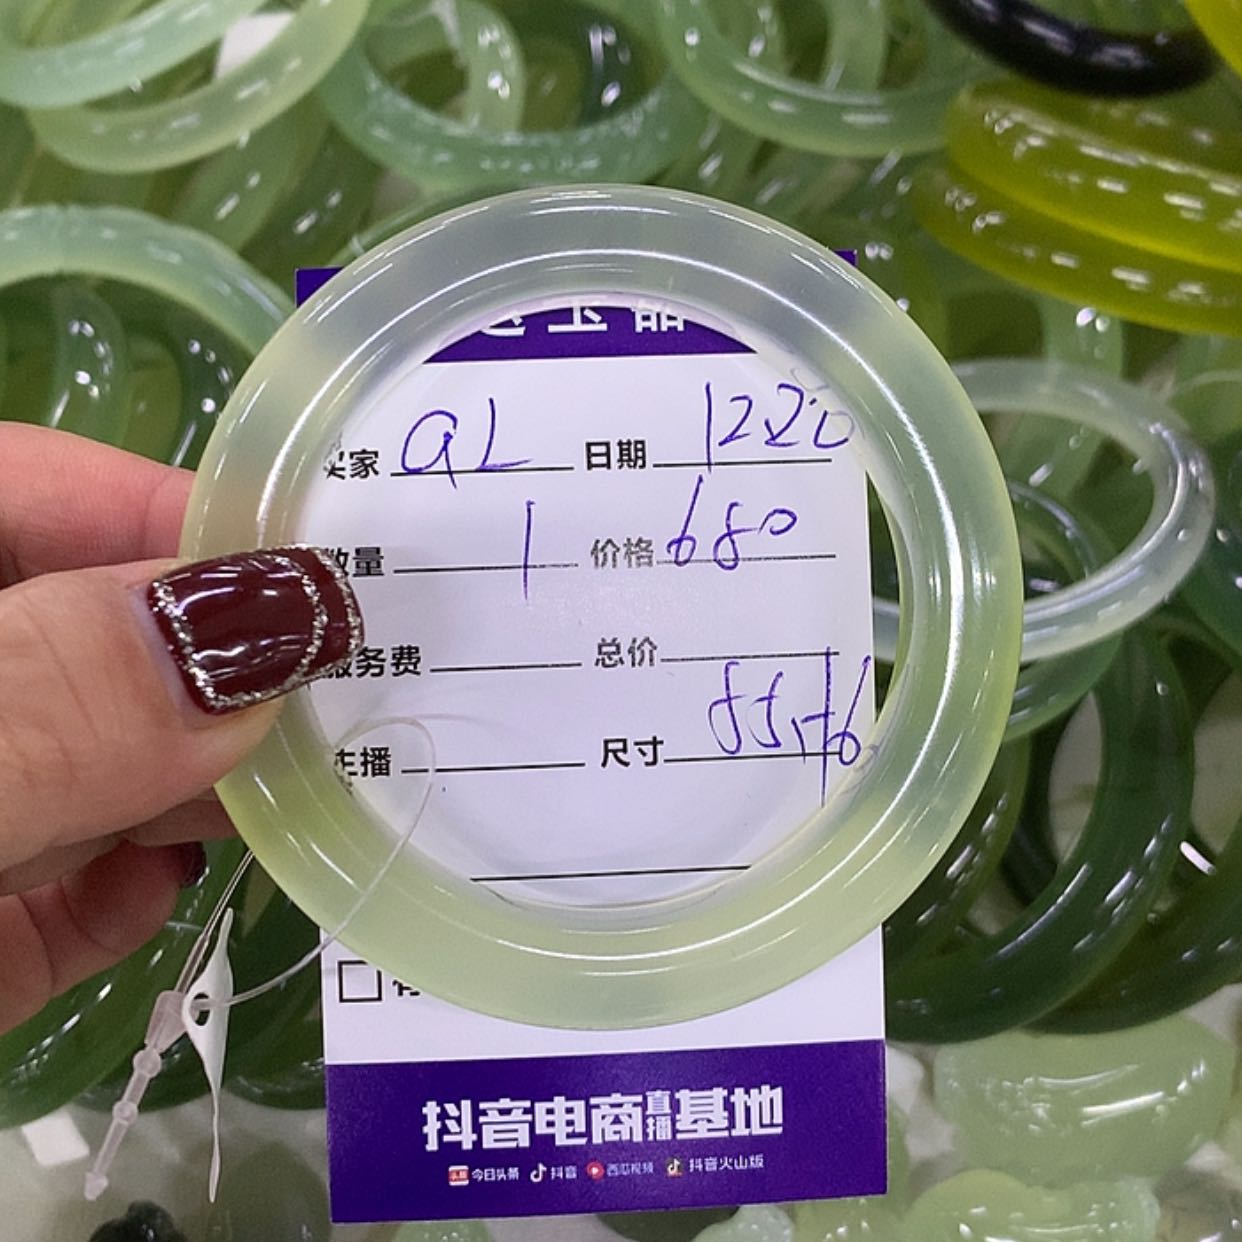 玉品
买家 QL 日期 1220
数量 1 价格 680
服务费 总价
主播 尺寸
抖音电商直播基地
今日头条 抖音 西瓜视频 抖音火山版